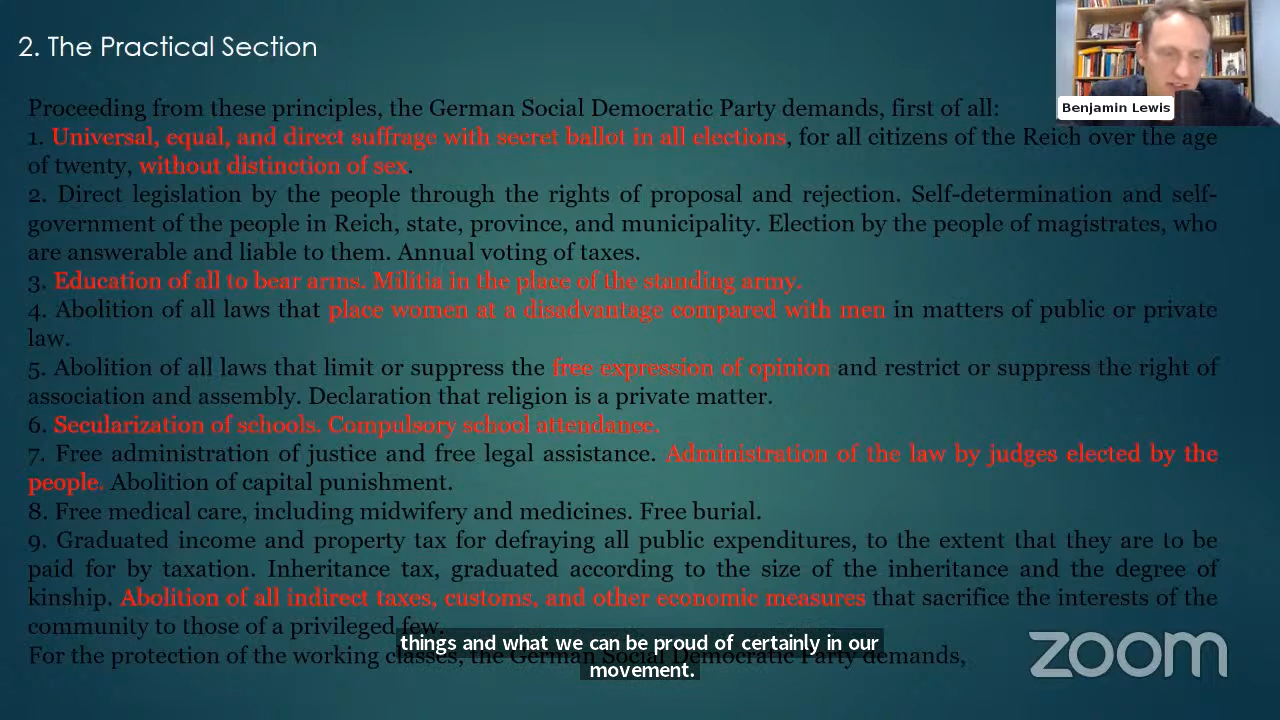 2. The Practical Section
Benjamin Lewis
Proceeding from these principles, the German Social Democratic Party demands, first of all:
1. Universal, equal, and direct suffrage with secret ballot in all elections, for all citizens of the Reich over the age
of twenty, without distinction of sex.
2. Direct legislation by the people through the rights of proposal and rejection. Self-determination and self-
government of the people in Reich, state, province, and municipality. Election by the people of magistrates, who
are answerable and liable to them. Annual voting of taxes.
3. Education of all to bear arms. Militia in the place of the standing army.
4. Abolition of all laws that place women at a disadvantage compared with men in matters of public or private
law.
5. Abolition of all laws that limit or suppress the free expression of opinion and restrict or suppress the right of
association and assembly. Declaration that religion is a private matter.
6. Secularization of schools. Compulsory school attendance.
7. Free administration of justice and free legal assistance. Administration of the law by judges elected by the
people. Abolition of capital punishment.
8. Free medical care, including midwifery and medicines. Free burial.
9. Graduated income and property tax for defraying all public expenditures, to the extent that they are to be
paid for by taxation. Inheritance tax, graduated according to the size of the inheritance and the degree of
kinship. Abolition of all indirect taxes, customs, and other economic measures that sacrifice the interests of the
community to those of a privileged few.
things and what we can be proud of certainly in our
For the protection of the working classes, the German Social Democratic Party demands,
movement.
zoom